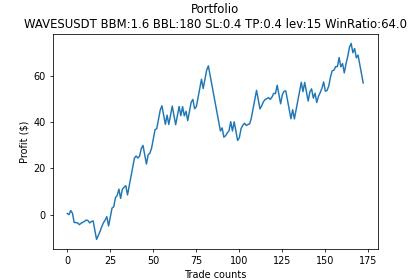 Portfolio
WAVESUSDT BBM:1.6 BBL:180 SL:0.4 TP:0.4 lev:15 WinRatio:64.0
Profit ($)
60
40
20
0
0 25 50 75 100 125 150 175
Trade counts